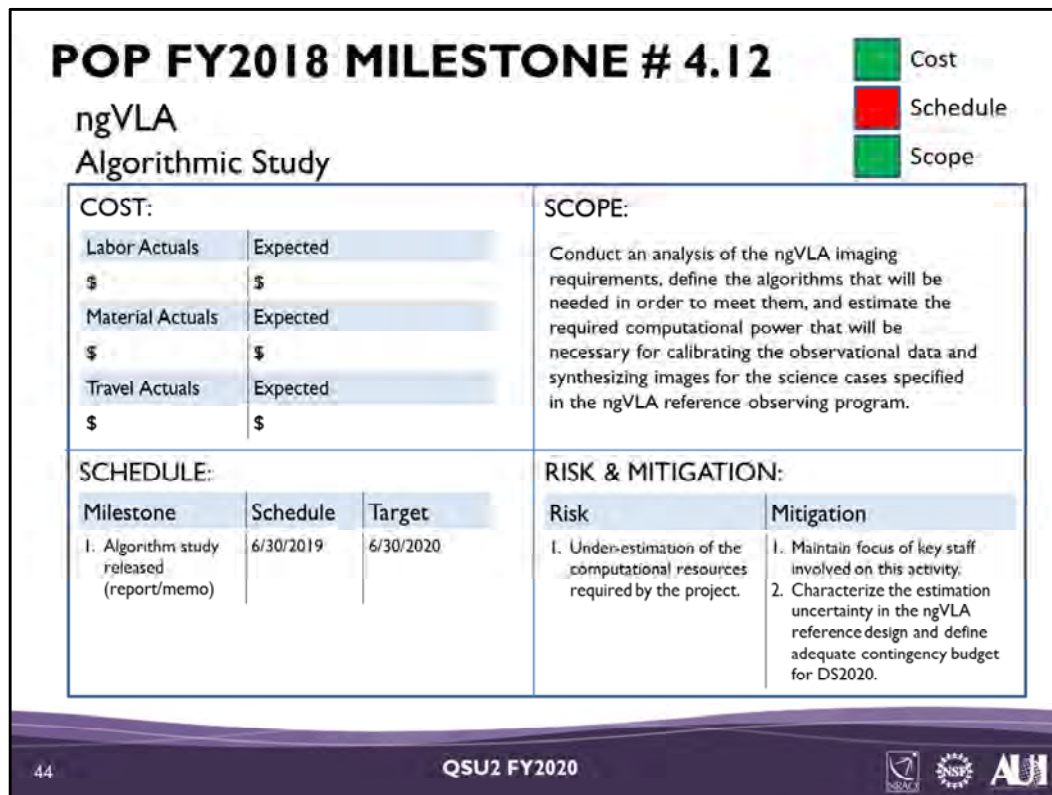 POP FY2018 MILESTONE # 4.12
Cost
Schedule
Scope
ngVLA
Algorithmic Study
COST:
Labor Actuals Expected
$ $
Material Actuals Expected
$ $
Travel Actuals Expected
$ $
SCOPE:
Conduct an analysis of the ngVLA imaging
requirements, define the algorithms that will be
needed in order to meet them, and estimate the
required computational power that will be
necessary for calibrating the observational data and
synthesizing images for the science cases specified
in the ngVLA reference observing program.
SCHEDULE:
Milestone Schedule Target
1. Algorithm study 6/30/2019 6/30/2020
released
(report/memo)
RISK & MITIGATION:
Risk Mitigation
1. Under-estimation of the
computational resources
required by the project.
1. Maintain focus of key staff
involved on this activity.
2. Characterize the estimation
uncertainty in the ngVLA
reference design and define
adequate contingency budget
for DS2020.
44
QSU2 FY2020
NRAO
NSF
AUI